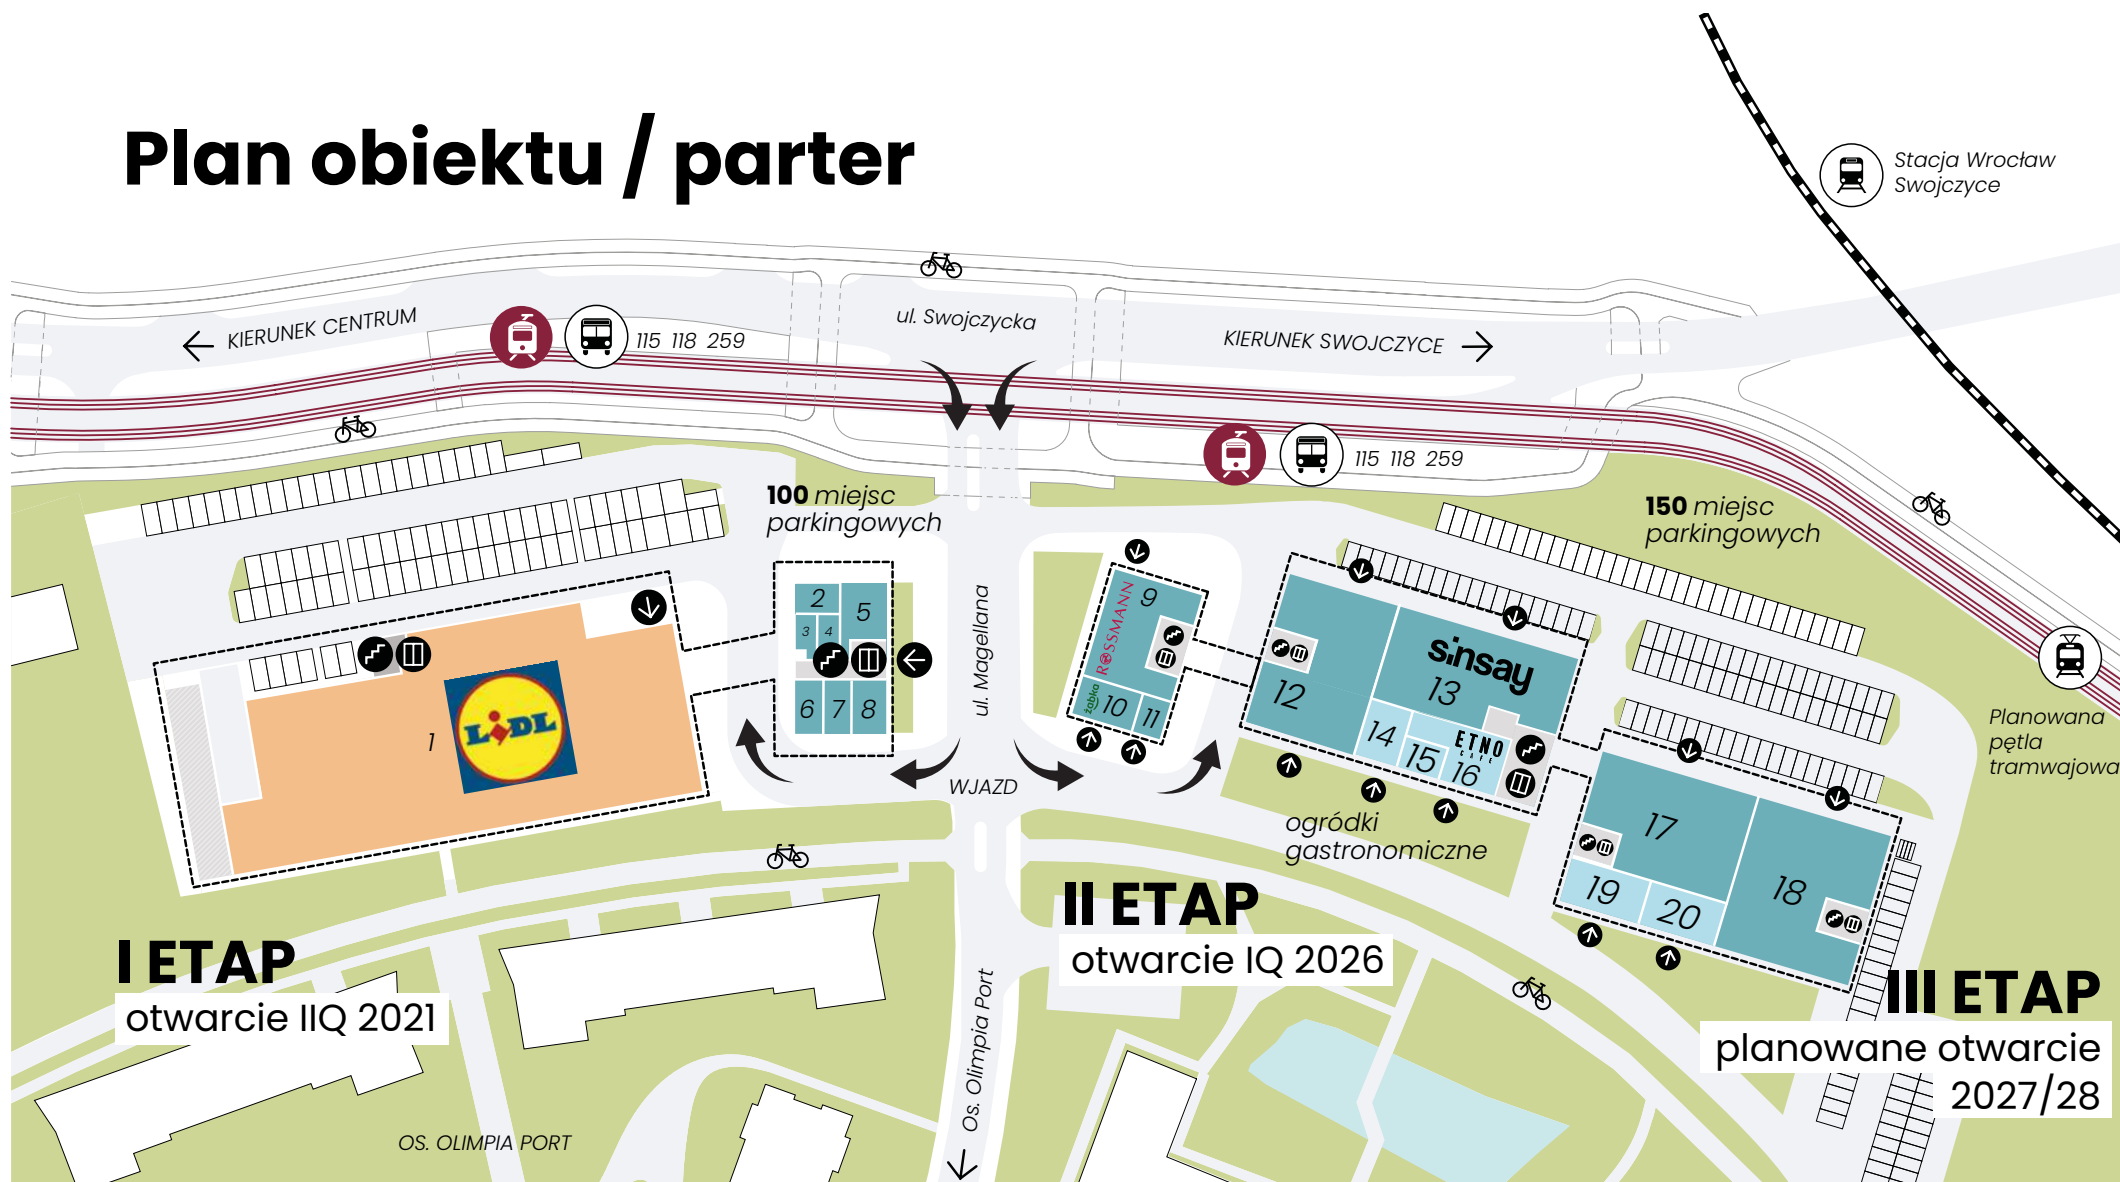 Plan obiektu / parter
Stacja Wrocław
Swojczyce
KIERUNEK CENTRUM
115 118 259
ul. Swojczycka
KIERUNEK SWOJCZYCE
115 118 259
100 miejsc
parkingowych
150 miejsc
parkingowych
ul. Magellana
WJAZD
1
LIDL
2
3
4
5
6
7
8
9
ROSSMANN
żabka
10
11
12
sinsay
13
14
15
ETNO
CAFE
16
17
18
19
20
Planowana
pętla
tramwajowa
ogródki
gastronomiczne
I ETAP
otwarcie IIQ 2021
II ETAP
otwarcie IQ 2026
III ETAP
planowane otwarcie
2027/28
Os. Olimpia Port
OS. OLIMPIA PORT